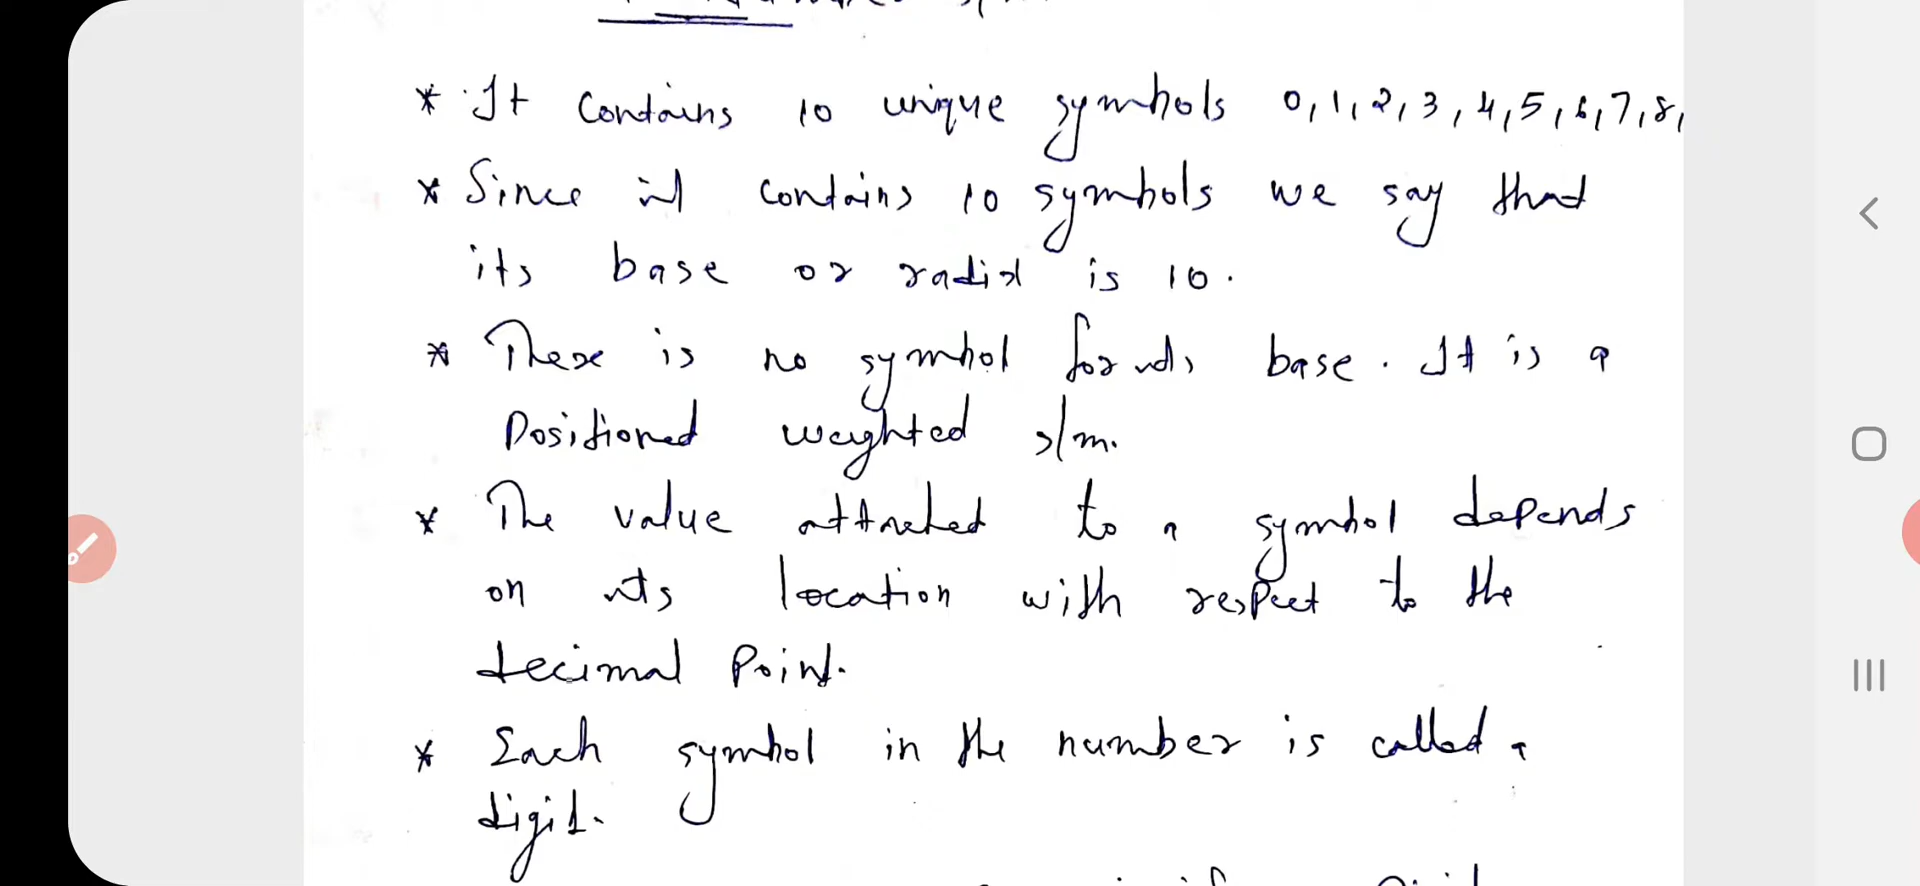 * It contains 10 unique symbols 0,1,2,3,4,5,6,7,8,
* Since it contains 10 symbols we say that
its base or radix is 10.
* There is no symbol for its base. It is a
Positioned weighted s/m.
* The value attached to a symbol depends
on its location with respect to the
decimal Point.
* Each symbol in the number is called a
digit.